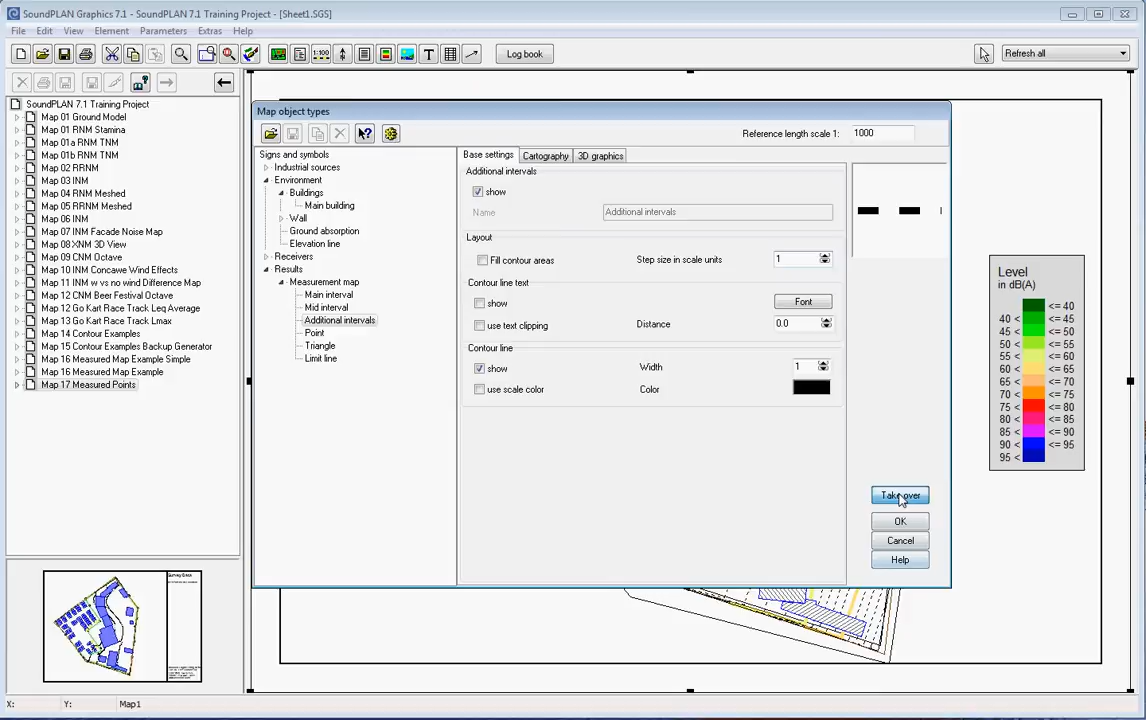 SoundPLAN Graphics 7.1 - SoundPLAN 7.1 Training Project - [Sheet1.SGS]
File Edit View Element Parameters Extras Help
1:100 T Log book Refresh all
SoundPLAN 7.1 Training Project
Map 01 Ground Model
Map 01 RNM Stamina
Map 01a RNM TNM
Map 01b RNM TNM
Map 02 RRNM
Map 03 INM
Map 04 RNM Meshed
Map 05 RRNM Meshed
Map 06 INM
Map 07 INM Facade Noise Map
Map 08 XNM 3D View
Map 09 CNM Octave
Map 10 INM Concawe Wind Effects
Map 11 INM w vs no wind Difference Map
Map 12 CNM Beer Festival Octave
Map 12 Go Kart Race Track Leq Average
Map 13 Go Kart Race Track Lmax
Map 14 Contour Examples
Map 15 Contour Examples Backup Generator
Map 16 Measured Map Example Simple
Map 16 Measured Map Example
Map 17 Measured Points
Map object types
Reference length scale 1: 1000
Signs and symbols
Industrial sources
Environment
Buildings
Main building
Wall
Ground absorption
Elevation line
Receivers
Results
Measurement map
Main interval
Mid interval
Additional intervals
Point
Triangle
Limit line
Base settings Cartography 3D graphics
Additional intervals
show
Name Additional intervals
Layout
Fill contour areas Step size in scale units 1
Contour line text
show Font
use text clipping Distance 0.0
Contour line
show Width 1
use scale color Color
Take over
OK
Cancel
Help
Level
in dB(A)
<= 40
40 < <= 45
45 < <= 50
50 < <= 55
55 < <= 60
60 < <= 65
65 < <= 70
70 < <= 75
75 < <= 80
80 < <= 85
85 < <= 90
90 < <= 95
95 <
Survey Data
X: Y: Map1